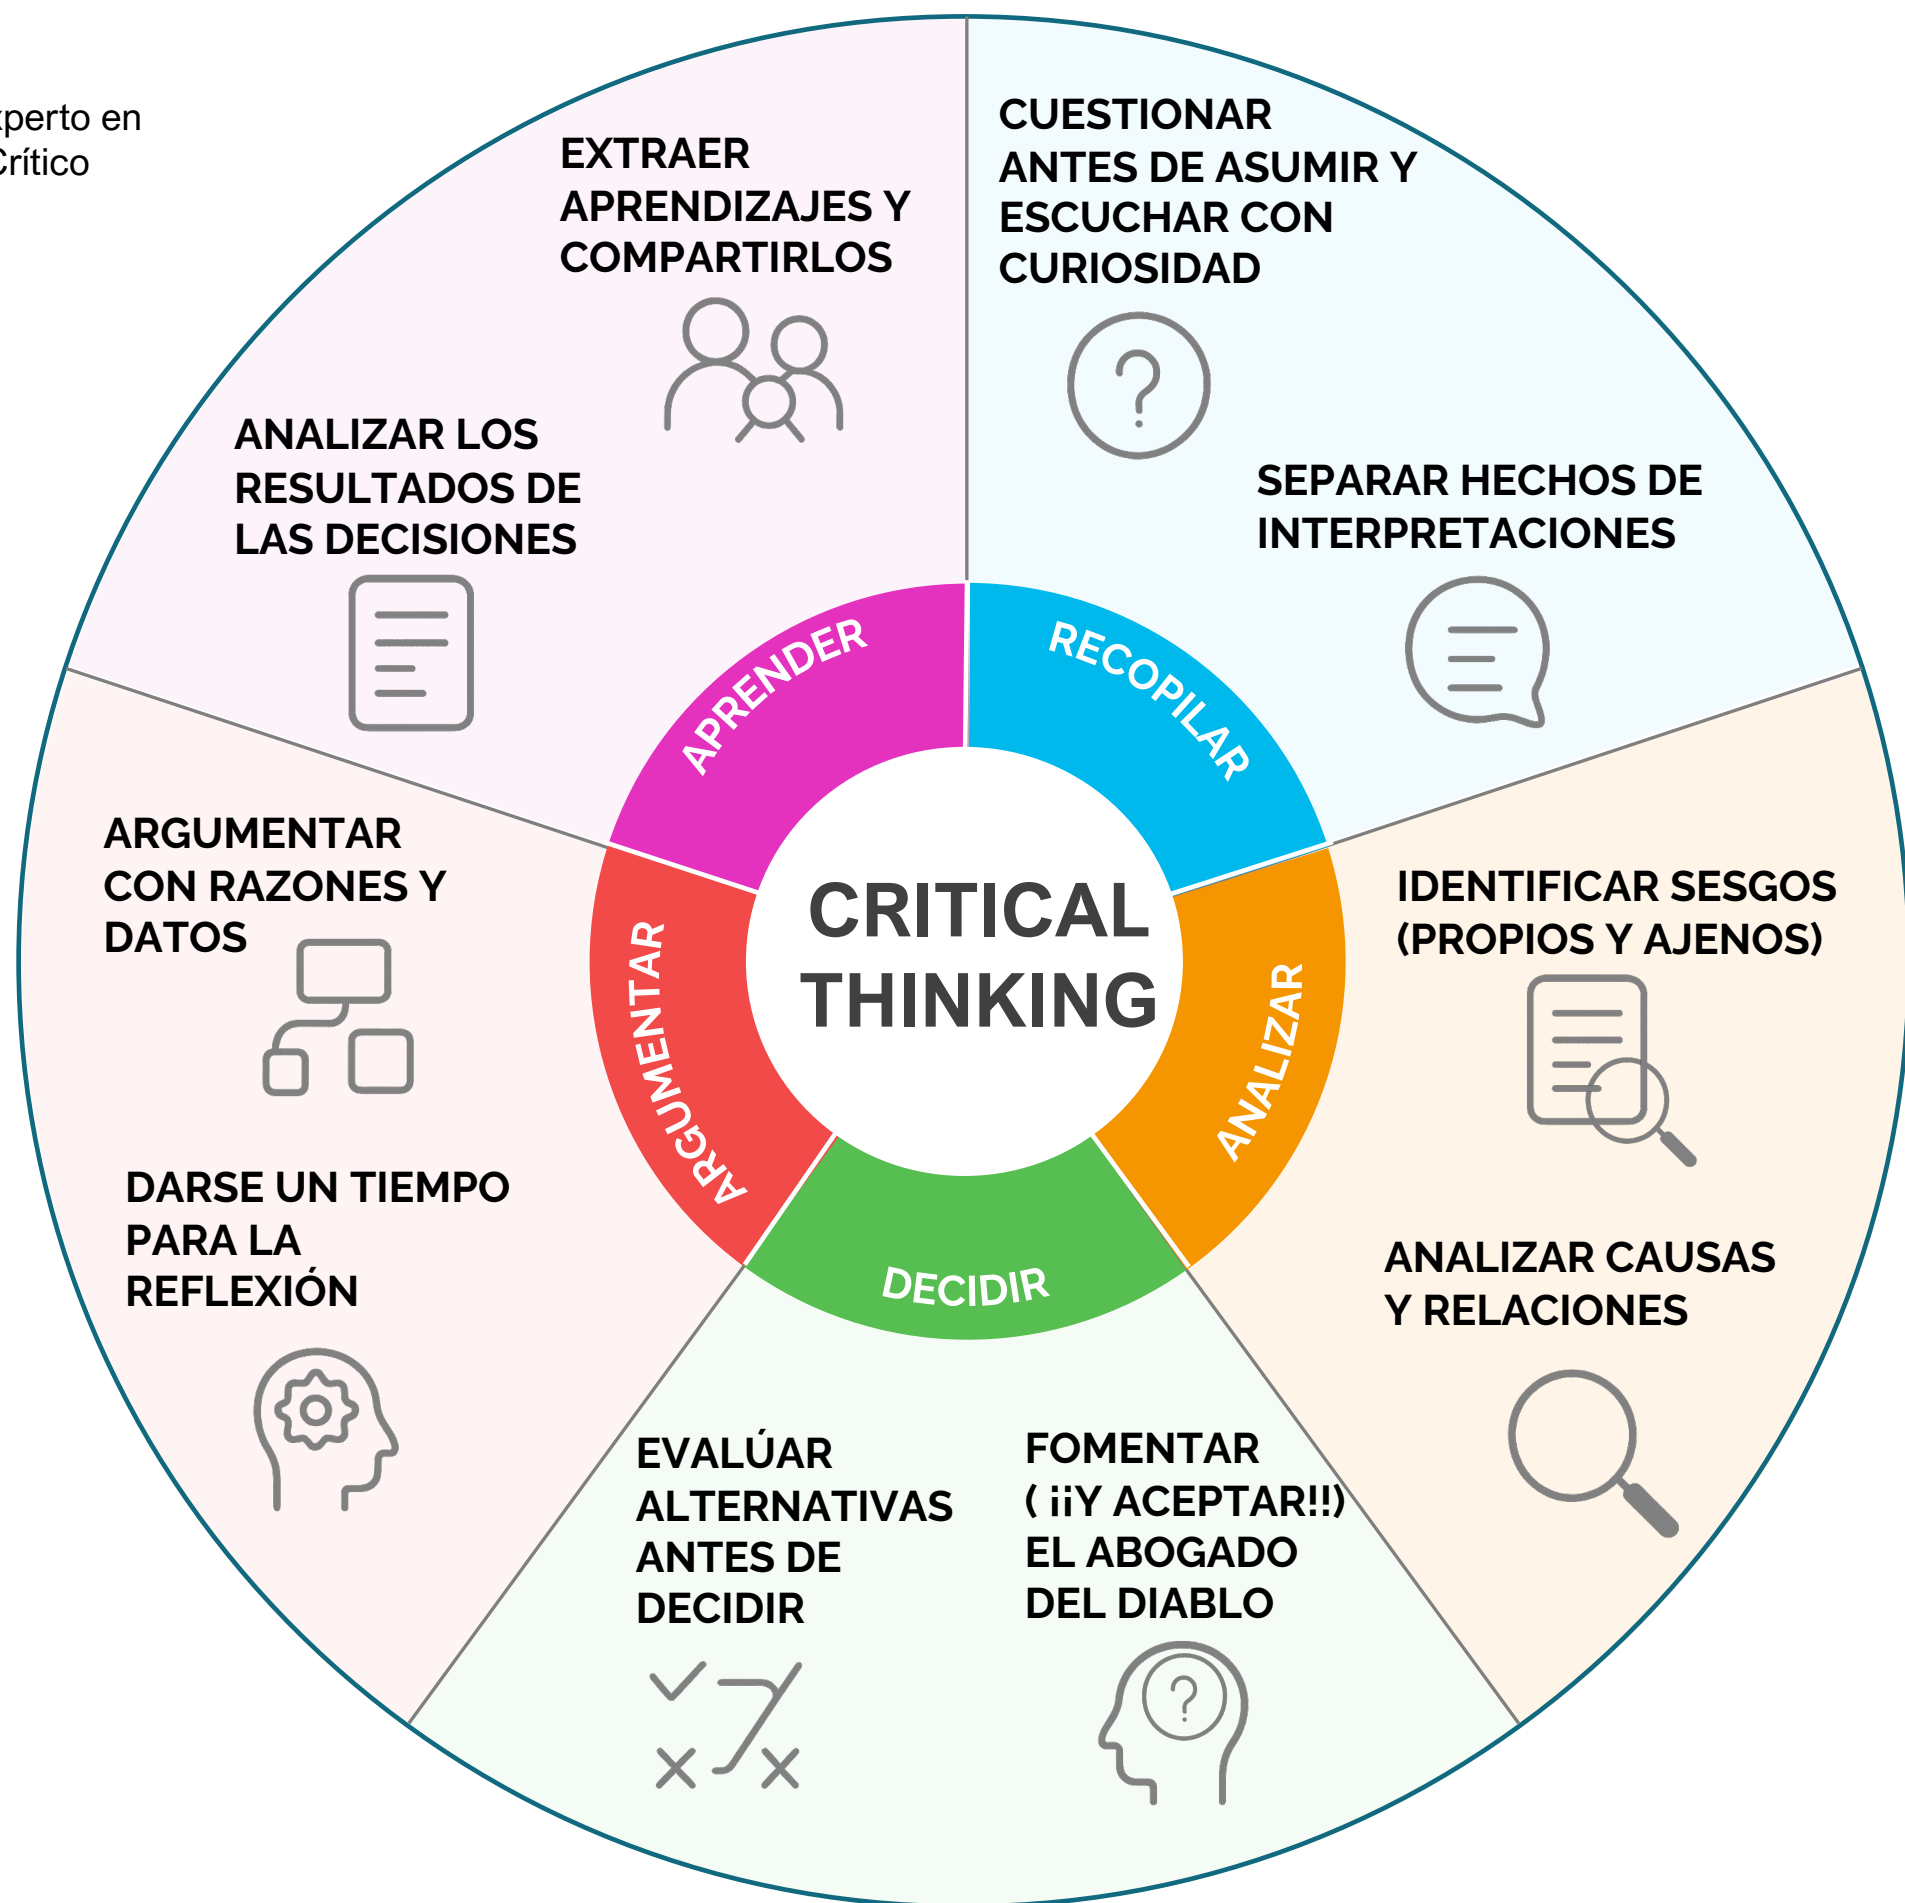 xperto en
Crítico
EXTRAER
APRENDIZAJES Y
COMPARTIRLOS
CUESTIONAR
ANTES DE ASUMIR Y
ESCUCHAR CON
CURIOSIDAD
ANALIZAR LOS
RESULTADOS DE
LAS DECISIONES
SEPARAR HECHOS DE
INTERPRETACIONES
APRENDER
RECOPILAR
ARGUMENTAR
CON RAZONES Y
DATOS
CRITICAL
THINKING
IDENTIFICAR SESGOS
(PROPIOS Y AJENOS)
ARGUMENTAR
ANALIZAR
DARSE UN TIEMPO
PARA LA
REFLEXIÓN
DECIDIR
ANALIZAR CAUSAS
Y RELACIONES
EVALÚAR
ALTERNATIVAS
ANTES DE
DECIDIR
FOMENTAR
( ¡¡Y ACEPTAR!!)
EL ABOGADO
DEL DIABLO